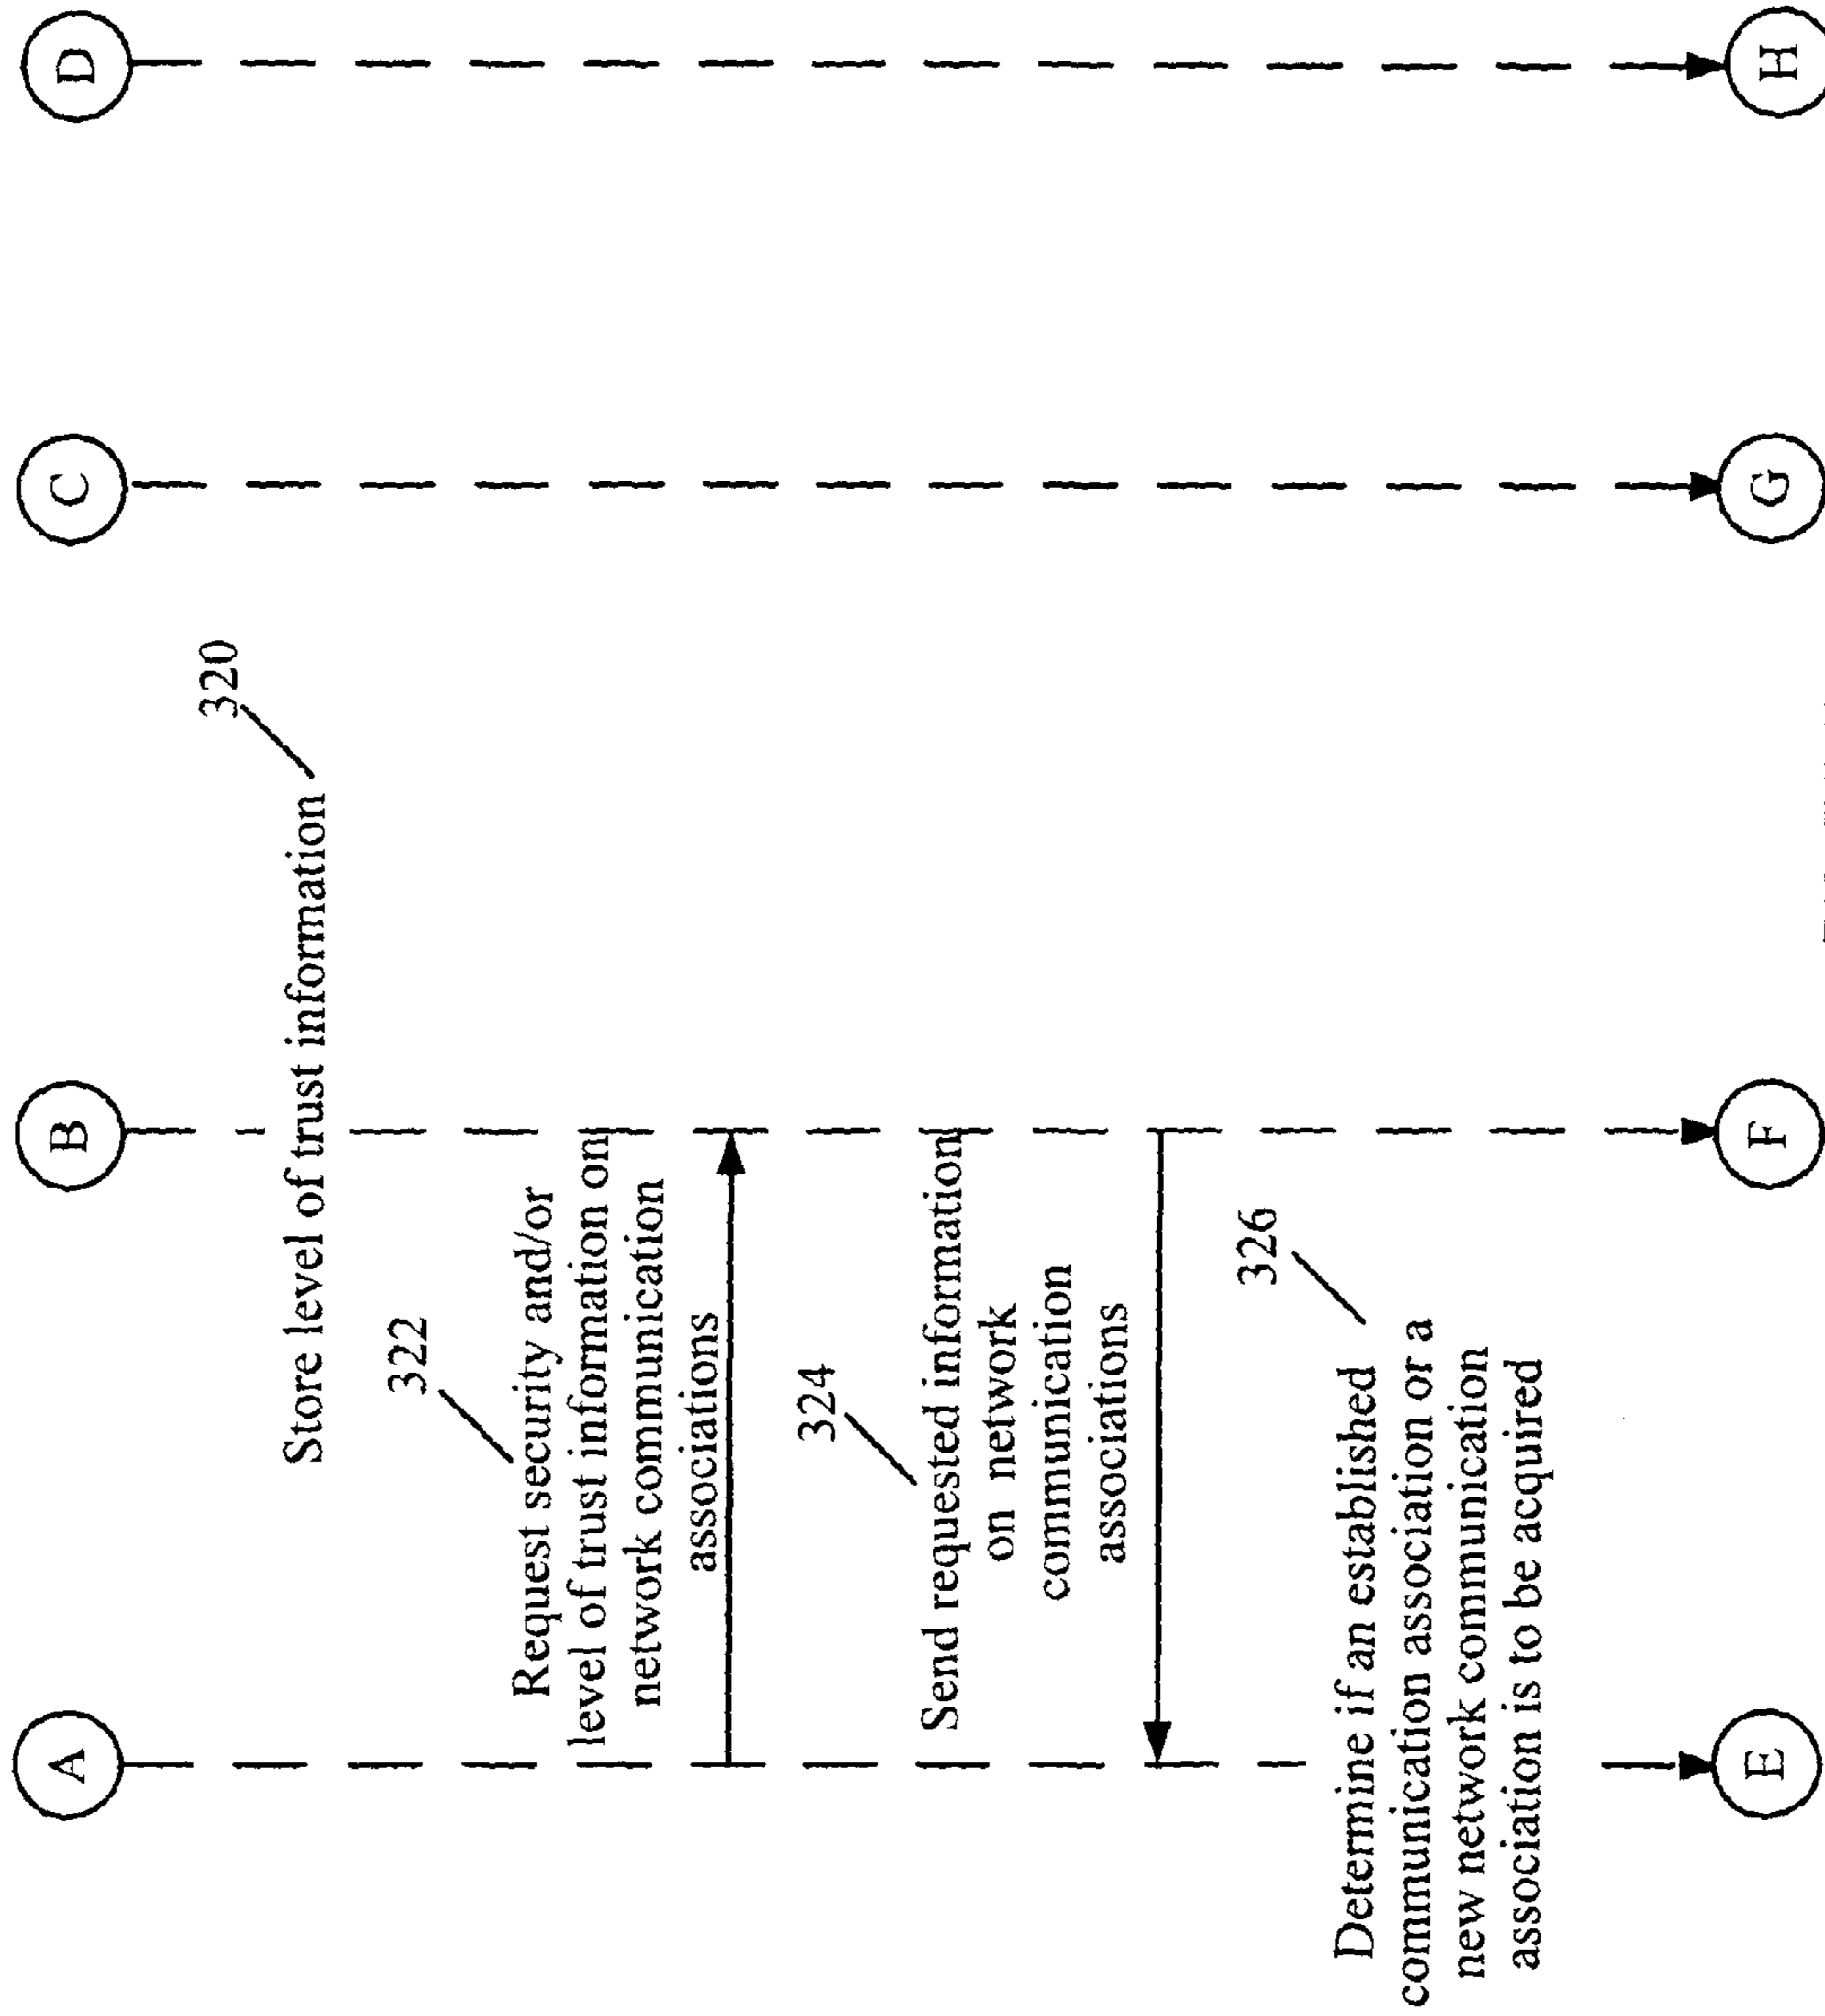 A
B
C
D
320
Store level of trust information
322
Request security and/or
level of trust information on
network communication
associations
324
Send requested information
on network
communication
associations
326
Determine if an established
communication association or a
new network communication
association is to be acquired
E
F
G
H